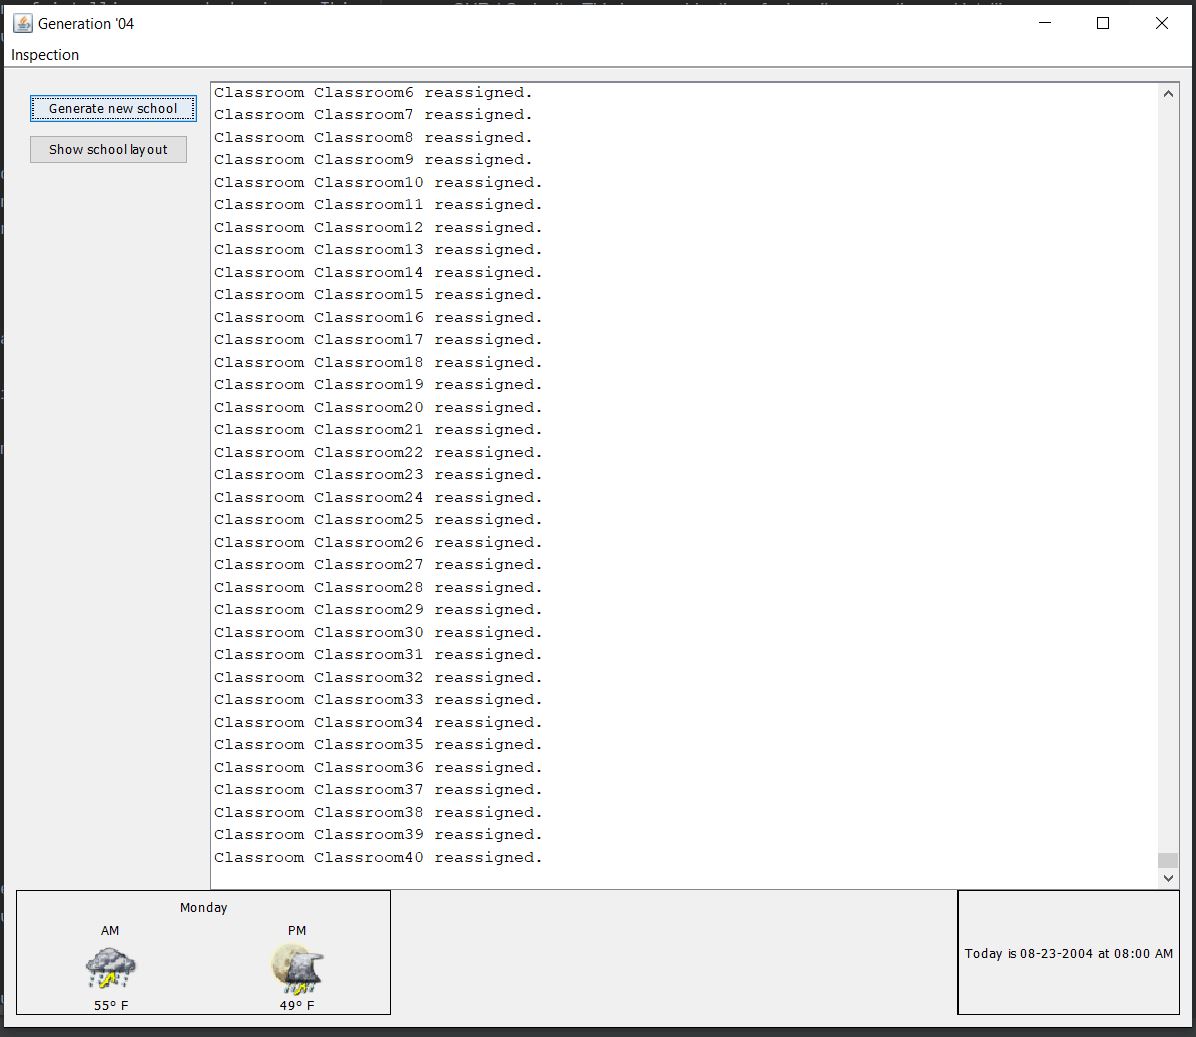 Generation '04
Inspection
Generate new school
Show school layout
Classroom Classroom6 reassigned.
Classroom Classroom7 reassigned.
Classroom Classroom8 reassigned.
Classroom Classroom9 reassigned.
Classroom Classroom10 reassigned.
Classroom Classroom11 reassigned.
Classroom Classroom12 reassigned.
Classroom Classroom13 reassigned.
Classroom Classroom14 reassigned.
Classroom Classroom15 reassigned.
Classroom Classroom16 reassigned.
Classroom Classroom17 reassigned.
Classroom Classroom18 reassigned.
Classroom Classroom19 reassigned.
Classroom Classroom20 reassigned.
Classroom Classroom21 reassigned.
Classroom Classroom22 reassigned.
Classroom Classroom23 reassigned.
Classroom Classroom24 reassigned.
Classroom Classroom25 reassigned.
Classroom Classroom26 reassigned.
Classroom Classroom27 reassigned.
Classroom Classroom28 reassigned.
Classroom Classroom29 reassigned.
Classroom Classroom30 reassigned.
Classroom Classroom31 reassigned.
Classroom Classroom32 reassigned.
Classroom Classroom33 reassigned.
Classroom Classroom34 reassigned.
Classroom Classroom35 reassigned.
Classroom Classroom36 reassigned.
Classroom Classroom37 reassigned.
Classroom Classroom38 reassigned.
Classroom Classroom39 reassigned.
Classroom Classroom40 reassigned.
Monday
AM PM
55º F 49º F
Today is 08-23-2004 at 08:00 AM